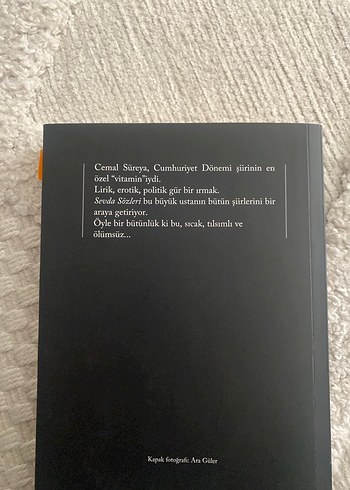 Cemal Süreya, Cumhuriyet Dönemi şiirinin en
özel “vitamin”iydi.
Lirik, erotik, politik gür bir ırmak.
Sevda Sözleri bu büyük ustanın bütün şiirlerini bir
araya getiriyor.
Öyle bir bütünlük ki bu, sıcak, tılsımlı ve
ölümsüz...
Kapak fotoğrafı: Ara Güler